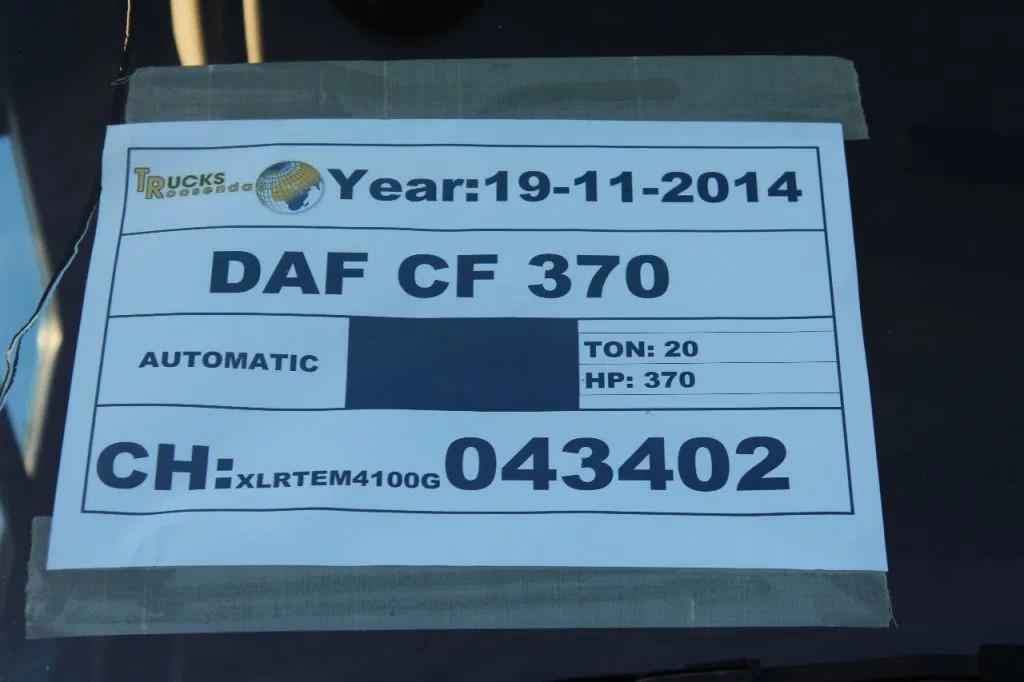 TRUCKS Roosendaal Year:19-11-2014
DAF CF 370
AUTOMATIC
TON: 20
HP: 370
CH:XLRTEM4100G043402